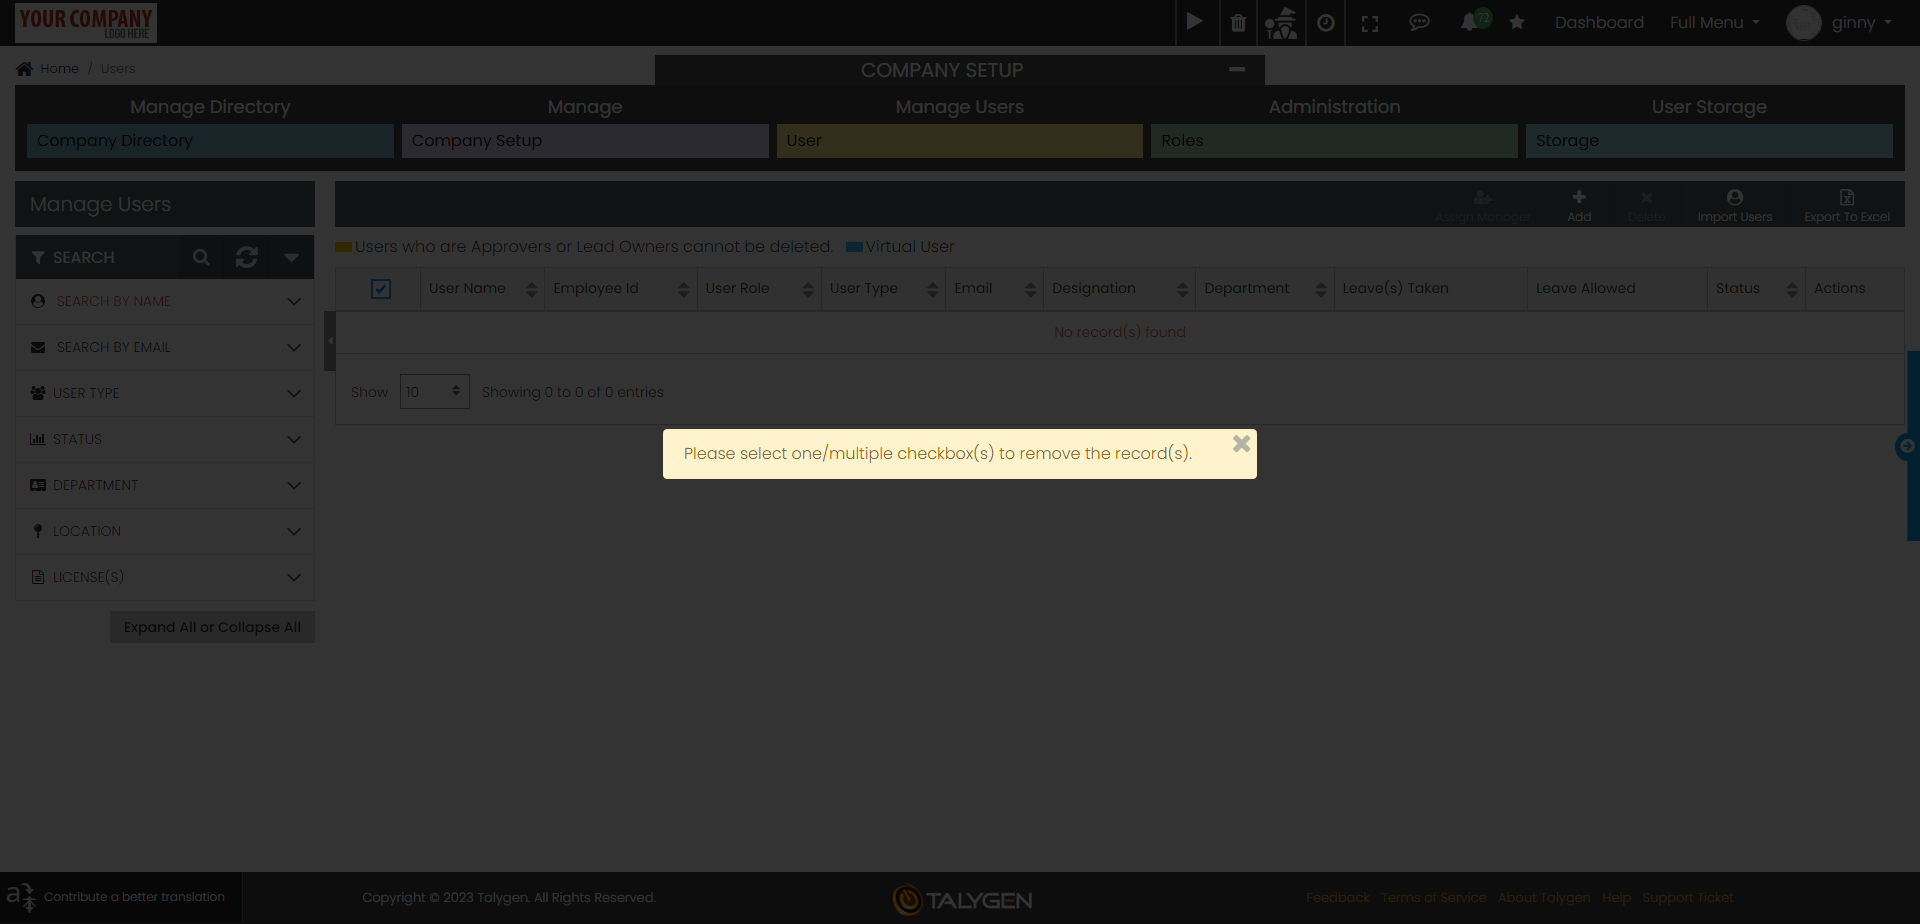 YOUR COMPANY
LOGO HERE
72
Dashboard
Full Menu
ginny
Home / Users
COMPANY SETUP
Manage Directory
Manage
Manage Users
Administration
User Storage
Company Directory
Company Setup
User
Roles
Storage
Manage Users
Assign Manager
Add
Delete
Import Users
Export To Excel
SEARCH
Users who are Approvers or Lead Owners cannot be deleted.
Virtual User
User Name
Employee Id
User Role
User Type
Email
Designation
Department
Leave(s) Taken
Leave Allowed
Status
Actions
SEARCH BY NAME
No record(s) found
SEARCH BY EMAIL
USER TYPE
Show 10 Showing 0 to 0 of 0 entries
STATUS
Please select one/multiple checkbox(s) to remove the record(s).
DEPARTMENT
LOCATION
LICENSE(S)
Expand All or Collapse All
Contribute a better translation
Copyright © 2023 Talygen. All Rights Reserved.
TALYGEN
Feedback
Terms of Service
About Talygen
Help
Support Ticket